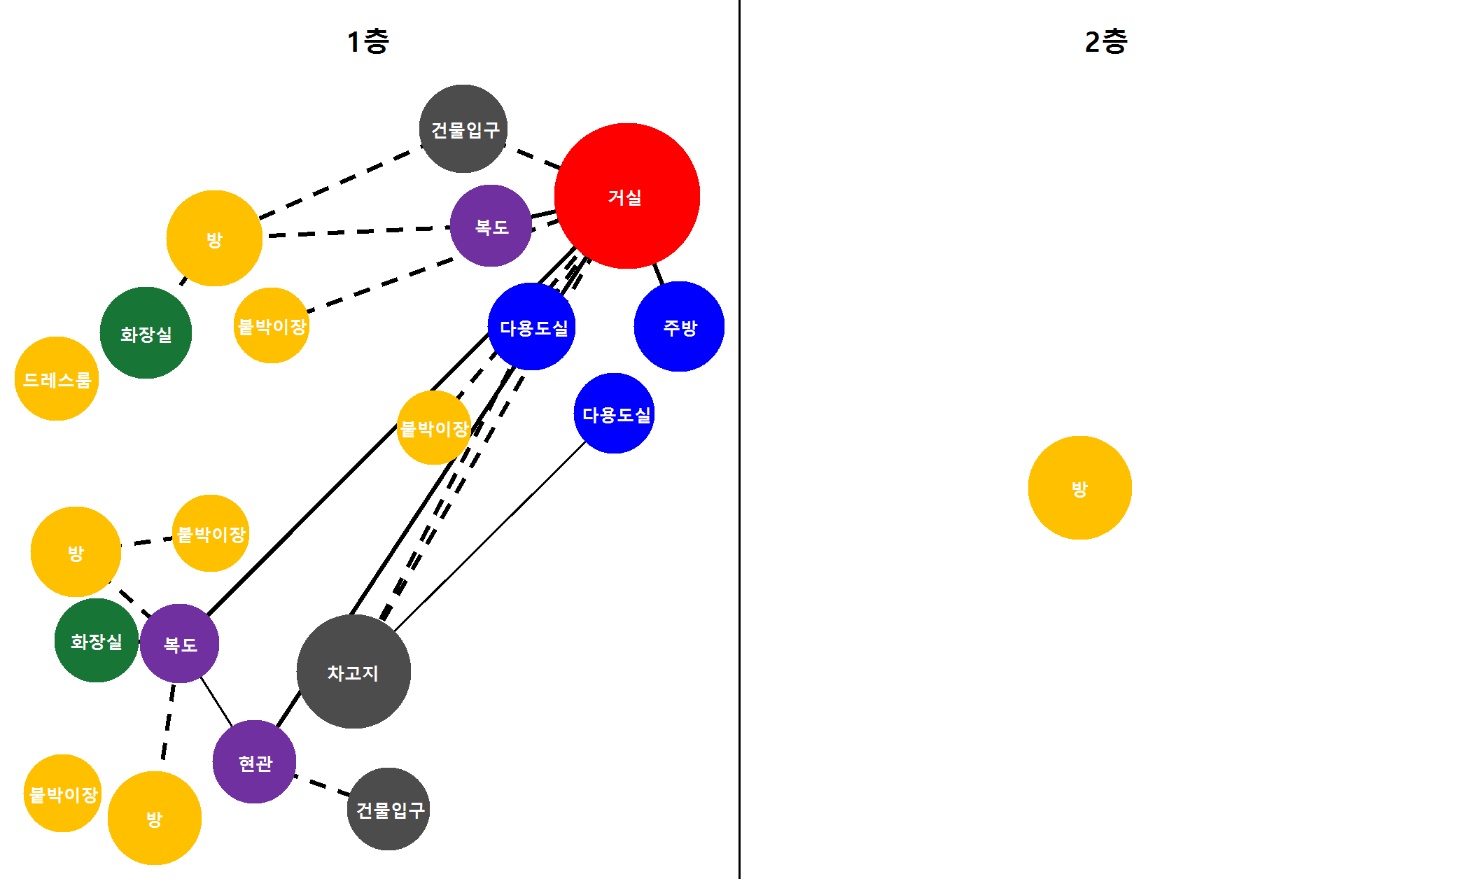 1층
2층
건물입구
거실
복도
방
붙박이장
화장실
다용도실
주방
드레스룸
다용도실
붙박이장
방
방
붙박이장
화장실
복도
차고지
현관
붙박이장
방
건물입구